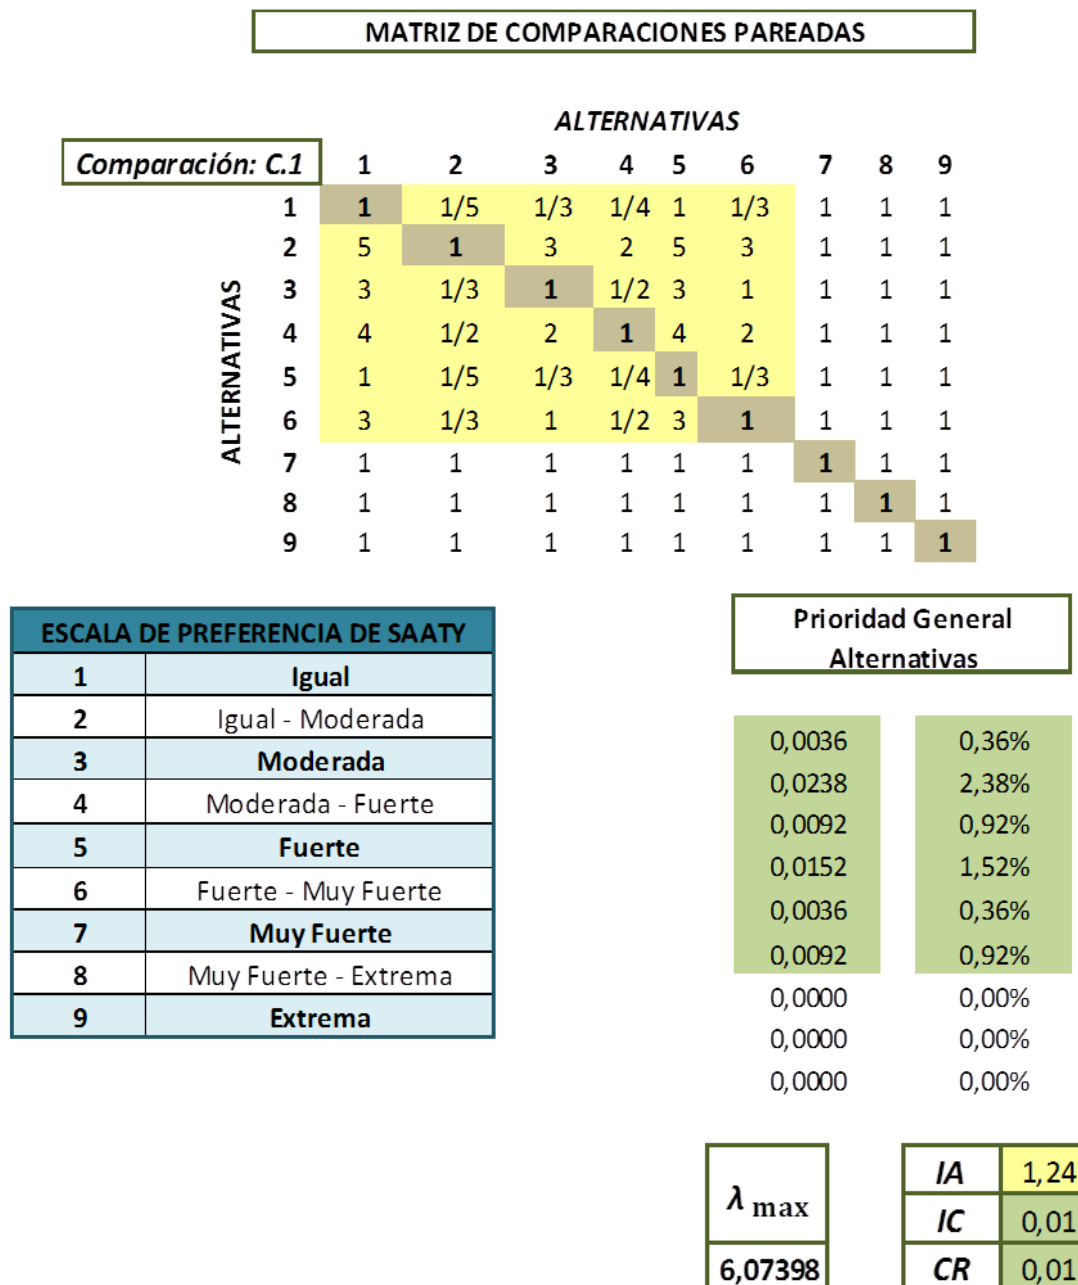 MATRIZ DE COMPARACIONES PAREADAS
ALTERNATIVAS
Comparación: C.1 1 2 3 4 5 6 7 8 9
ALTERNATIVAS
1 1 1/5 1/3 1/4 1 1/3 1 1 1
2 5 1 3 2 5 3 1 1 1
3 3 1/3 1 1/2 3 1 1 1 1
4 4 1/2 2 1 4 2 1 1 1
5 1 1/5 1/3 1/4 1 1/3 1 1 1
6 3 1/3 1 1/2 3 1 1 1 1
7 1 1 1 1 1 1 1 1 1
8 1 1 1 1 1 1 1 1 1
9 1 1 1 1 1 1 1 1 1
ESCALA DE PREFERENCIA DE SAATY
1 Igual
2 Igual - Moderada
3 Moderada
4 Moderada - Fuerte
5 Fuerte
6 Fuerte - Muy Fuerte
7 Muy Fuerte
8 Muy Fuerte - Extrema
9 Extrema
Prioridad General
Alternativas
0,0036 0,36%
0,0238 2,38%
0,0092 0,92%
0,0152 1,52%
0,0036 0,36%
0,0092 0,92%
0,0000 0,00%
0,0000 0,00%
0,0000 0,00%
λ max
6,07398
IA 1,24
IC 0,01
CR 0,01